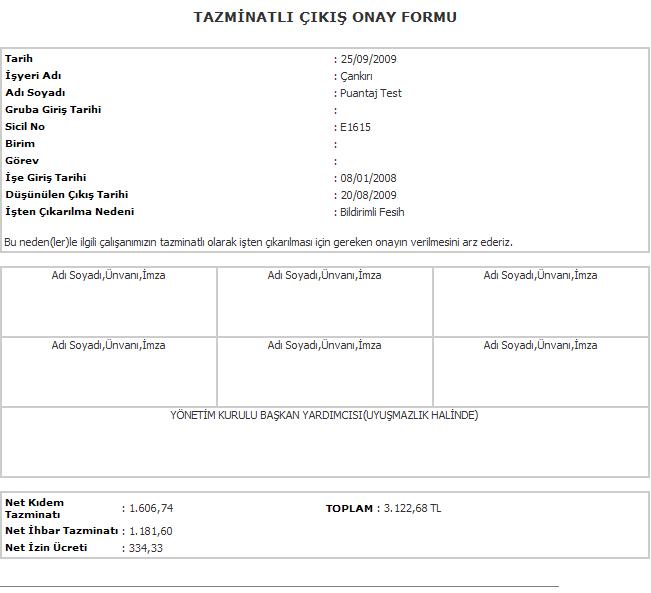 TAZMİNATLI ÇIKIŞ ONAY FORMU
Tarih : 25/09/2009
İşyeri Adı : Çankırı
Adı Soyadı : Puantaj Test
Gruba Giriş Tarihi :
Sicil No : E1615
Birim :
Görev :
İşe Giriş Tarihi : 08/01/2008
Düşünülen Çıkış Tarihi : 20/08/2009
İşten Çıkarılma Nedeni : Bildirimli Fesih
Bu neden(ler)le ilgili çalışanımızın tazminatlı olarak işten çıkarılması için gereken onayın verilmesini arz ederiz.
Adı Soyadı,Ünvanı,İmza Adı Soyadı,Ünvanı,İmza Adı Soyadı,Ünvanı,İmza
Adı Soyadı,Ünvanı,İmza Adı Soyadı,Ünvanı,İmza Adı Soyadı,Ünvanı,İmza
YÖNETİM KURULU BAŞKAN YARDIMCISI(UYUŞMAZLIK HALİNDE)
Net Kıdem
Tazminatı : 1.606,74 TOPLAM : 3.122,68 TL
Net İhbar Tazminatı : 1.181,60
Net İzin Ücreti : 334,33